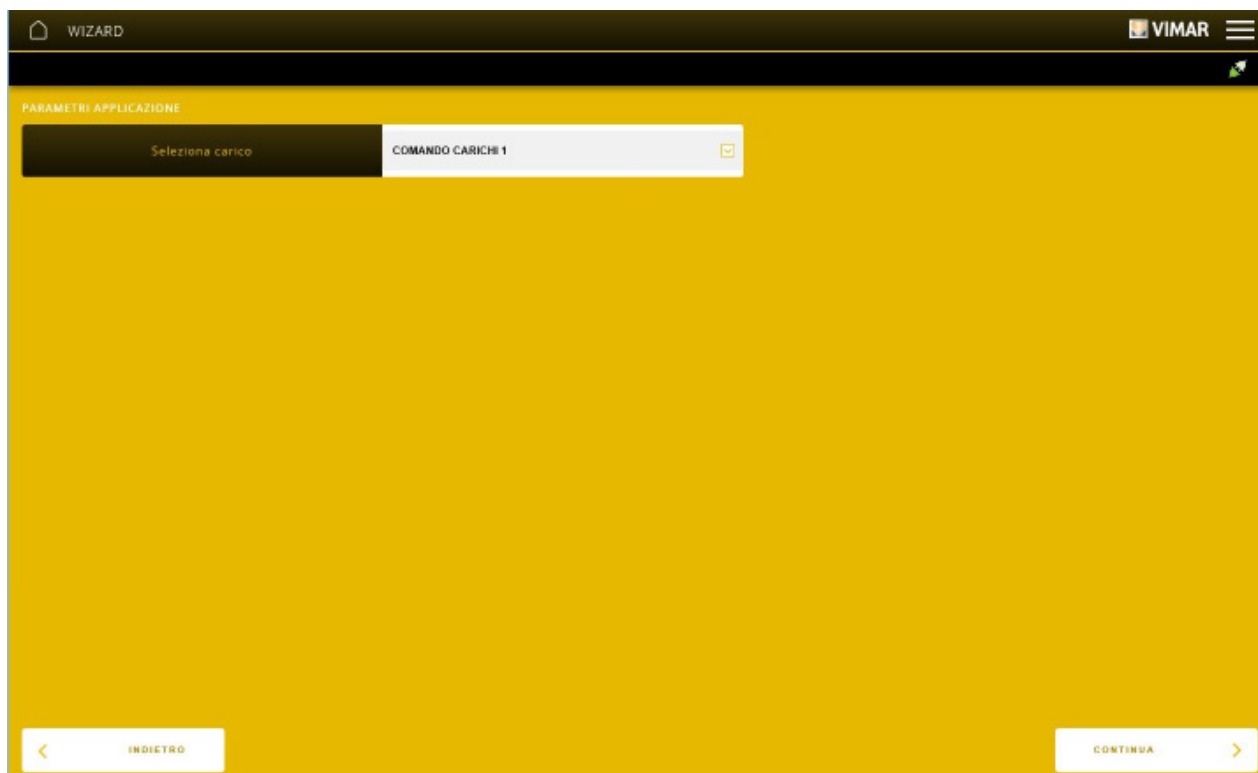 WIZARD
VIMAR
PARAMETRI APPLICAZIONE
Seleziona carico
COMANDO CARICHI 1
INDIETRO
CONTINUA